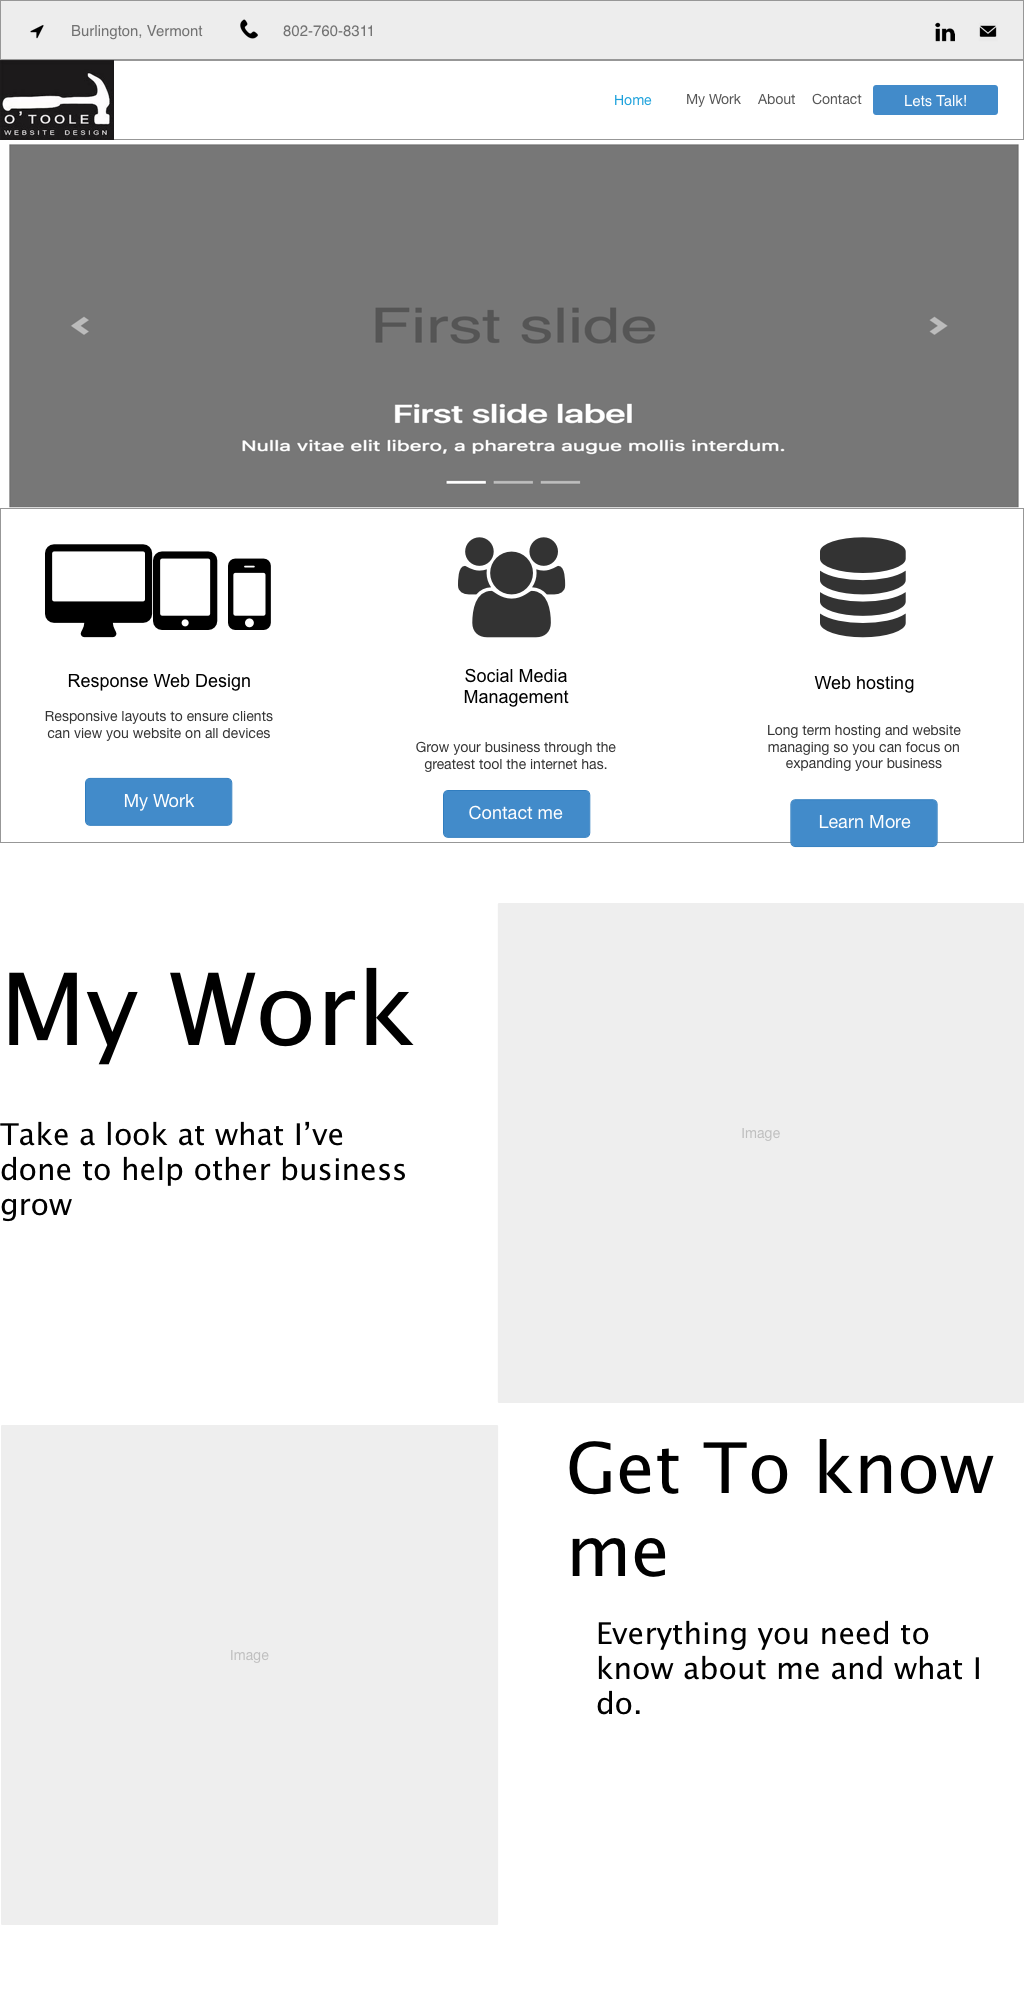 Burlington, Vermont
802-760-8311
O'TOOLE
WEBSITE DESIGN
Home
My Work
About
Contact
Lets Talk!
First slide
First slide label
Nulla vitae elit libero, a pharetra augue mollis interdum.
Response Web Design
Responsive layouts to ensure clients
can view you website on all devices
My Work
Social Media
Management
Grow your business through the
greatest tool the internet has.
Contact me
Web hosting
Long term hosting and website
managing so you can focus on
expanding your business
Learn More
My Work
Take a look at what I’ve
done to help other business
grow
Image
Image
Get To know
me
Everything you need to
know about me and what I
do.